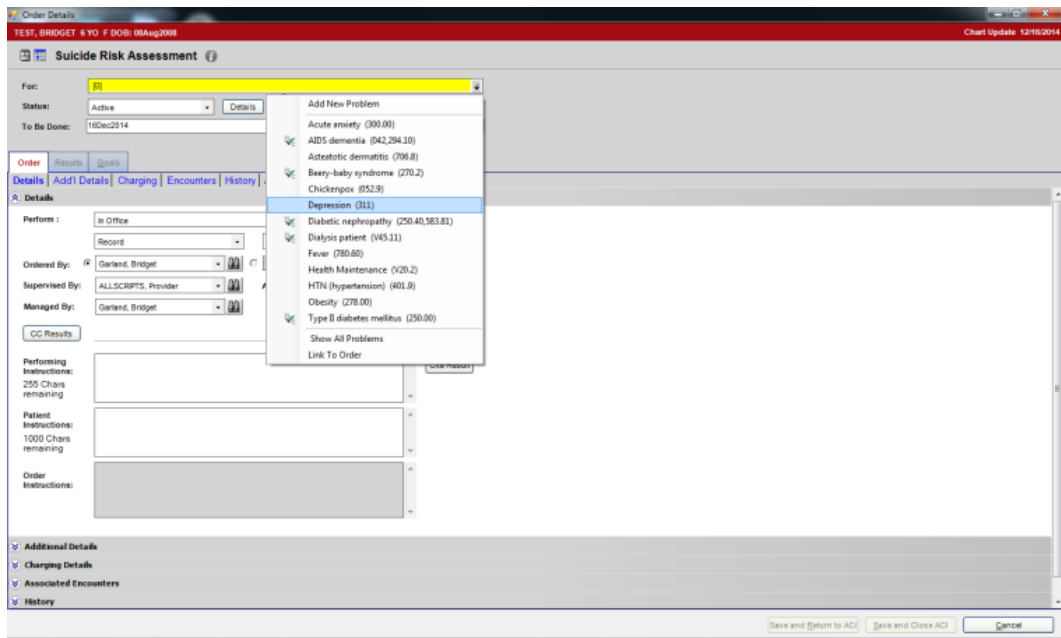 Order Details
TEST, BRIDGET 6 YO F DOB: 08Aug2008 Chart Update 12/16/2014
Suicide Risk Assessment
For: [0]
Status: Active Details
To Be Done: 16Dec2014
Add New Problem
Acute anxiety (300.00)
AIDS dementia (042,294.10)
Asteatotic dermatitis (706.8)
Beery-baby syndrome (270.2)
Chickenpox (052.9)
Depression (311)
Diabetic nephropathy (250.40,583.81)
Dialysis patient (V45.11)
Fever (780.60)
Health Maintenance (V20.2)
HTN (hypertension) (401.9)
Obesity (278.00)
Type II diabetes mellitus (250.00)
Show All Problems
Link To Order
Order Results Goals
Details Add'l Details Charging Encounters History
Details
Perform : In Office
Record
Ordered By: Garland, Bridget
Supervised By: ALLSCRIPTS, Provider
Managed By: Garland, Bridget
CC Results
Performing
Instructions:
255 Chars
remaining
Patient
Instructions:
1000 Chars
remaining
Order
Instructions:
Additional Details
Charging Details
Associated Encounters
History
Save and Return to ACI Save and Close ACI Cancel